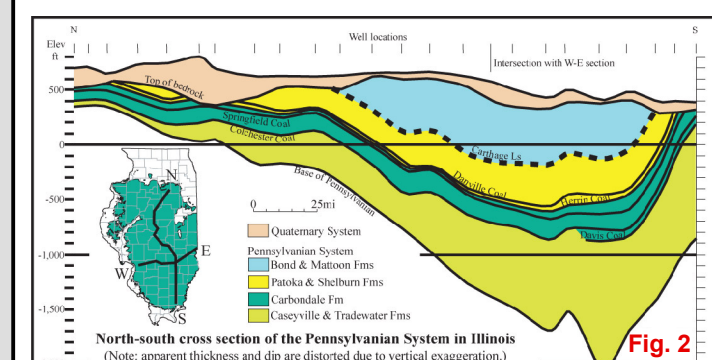 N
S
Well locations
Elev
ft
Intersection with W-E section
Top of bedrock
500
Springfield Coal
Colchester Coal
Carthage Ls
0
Base of Pennsylvanian
Danville Coal
Herrin Coal
Davis Coal
-500
-1,000
-1,500
N
E
W
S
0 25mi
Quaternary System
Pennsylvanian System
Bond & Mattoon Fms
Patoka & Shelburn Fms
Carbondale Fm
Caseyville & Tradewater Fms
North-south cross section of the Pennsylvanian System in Illinois
(Note: apparent thickness and dip are distorted due to vertical exaggeration.)
Fig. 2